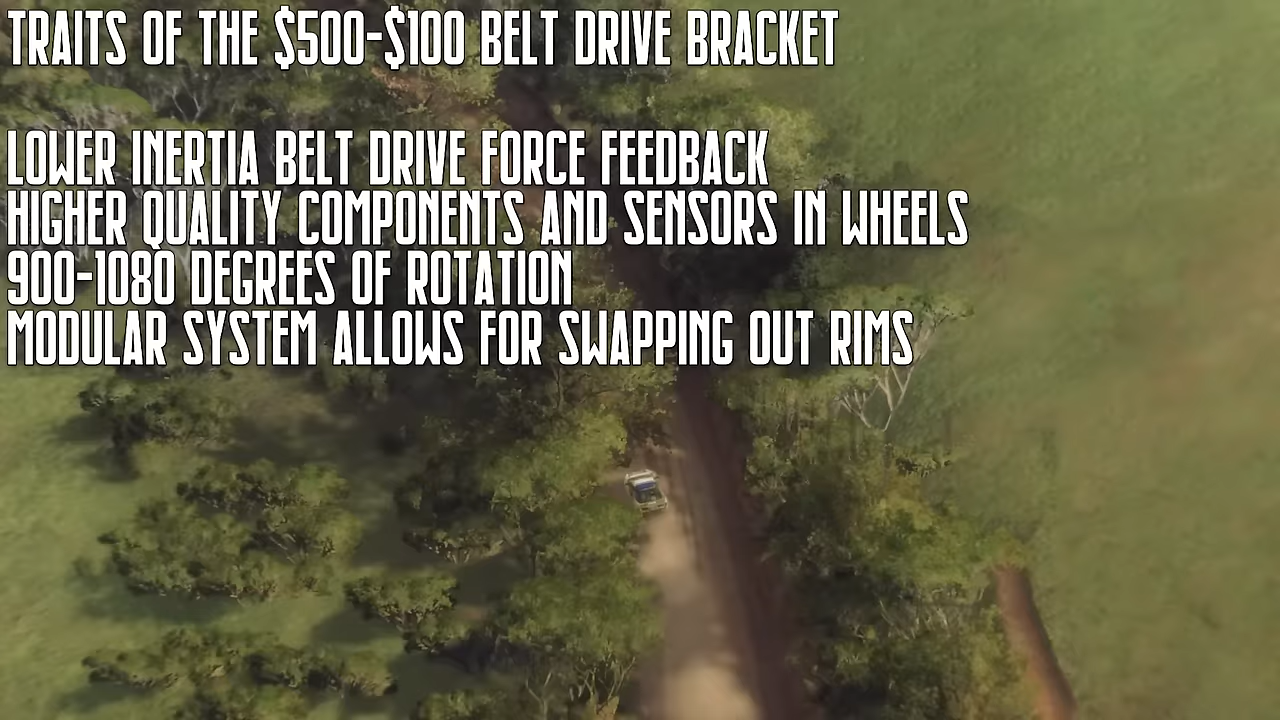 TRAITS OF THE $500-$100 BELT DRIVE BRACKET
LOWER INERTIA BELT DRIVE FORCE FEEDBACK
HIGHER QUALITY COMPONENTS AND SENSORS IN WHEELS
900-1080 DEGREES OF ROTATION
MODULAR SYSTEM ALLOWS FOR SWAPPING OUT RIMS